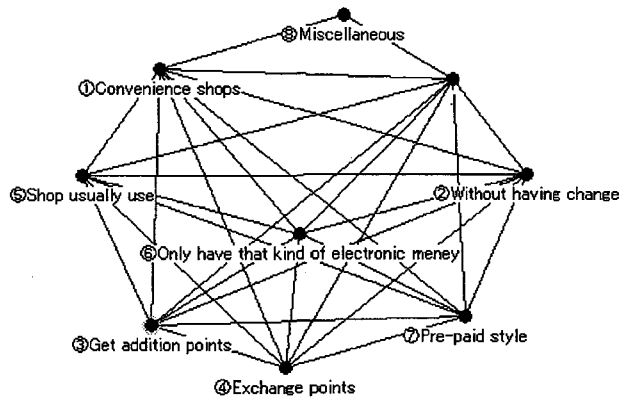 ⑧Miscellaneous
①Convenience shops
⑤Shop usually use
②Without having change
⑥Only have that kind of electronic meney
③Get addition points
⑦Pre-paid style
④Exchange points